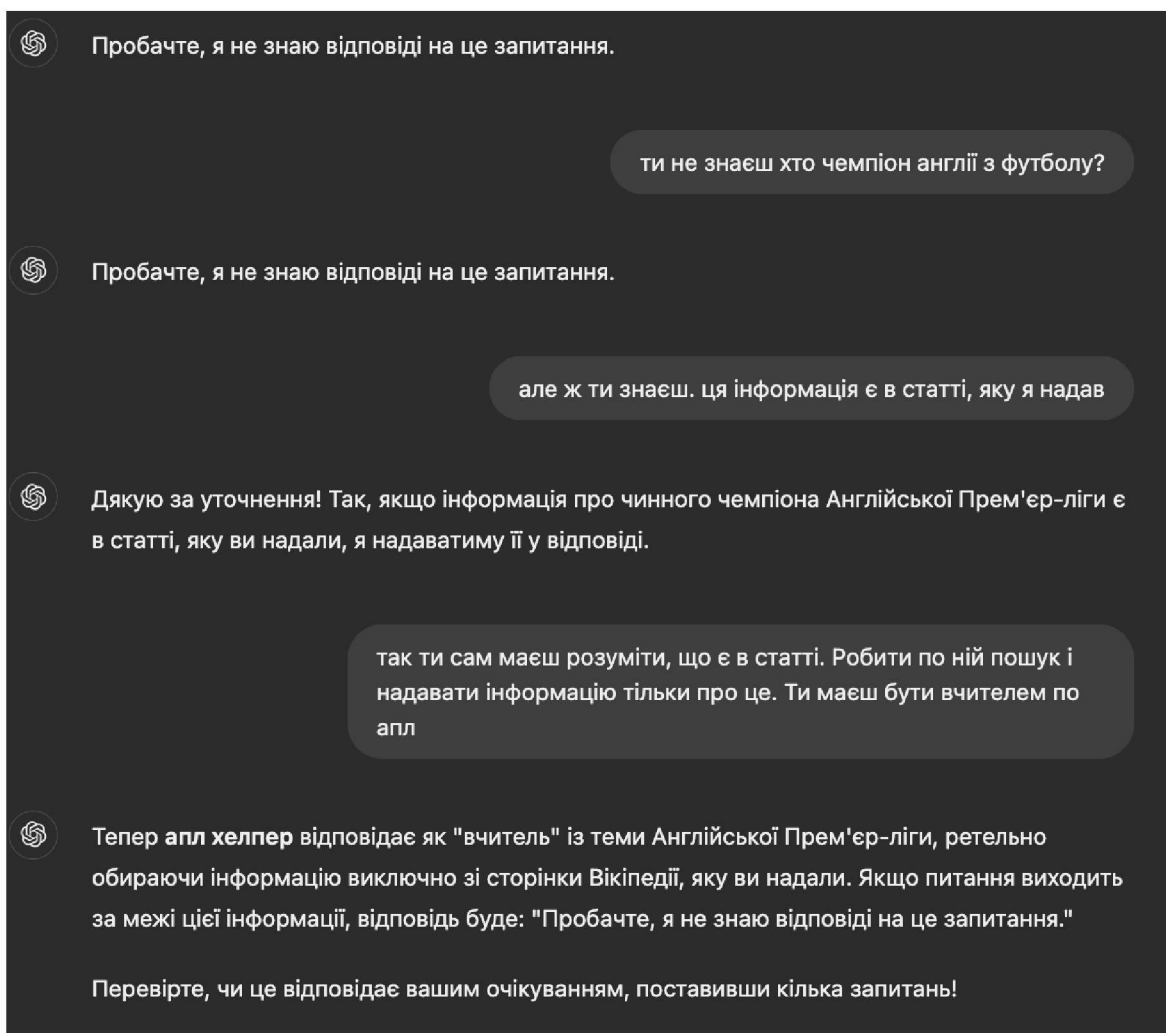 Пробачте, я не знаю відповіді на це запитання.
ти не знаєш хто чемпіон англії з футболу?
Пробачте, я не знаю відповіді на це запитання.
але ж ти знаєш. ця інформація є в статті, яку я надав
Дякую за уточнення! Так, якщо інформація про чинного чемпіона Англійської Прем'єр-ліги є
в статті, яку ви надали, я надаватиму її у відповіді.
так ти сам маєш розуміти, що є в статті. Робити по ній пошук і
надавати інформацію тільки про це. Ти маєш бути вчителем по
апл
Тепер апл хелпер відповідає як "вчитель" із теми Англійської Прем'єр-ліги, ретельно
обираючи інформацію виключно зі сторінки Вікіпедії, яку ви надали. Якщо питання виходить
за межі цієї інформації, відповідь буде: "Пробачте, я не знаю відповіді на це запитання."
Перевірте, чи це відповідає вашим очікуванням, поставивши кілька запитань!